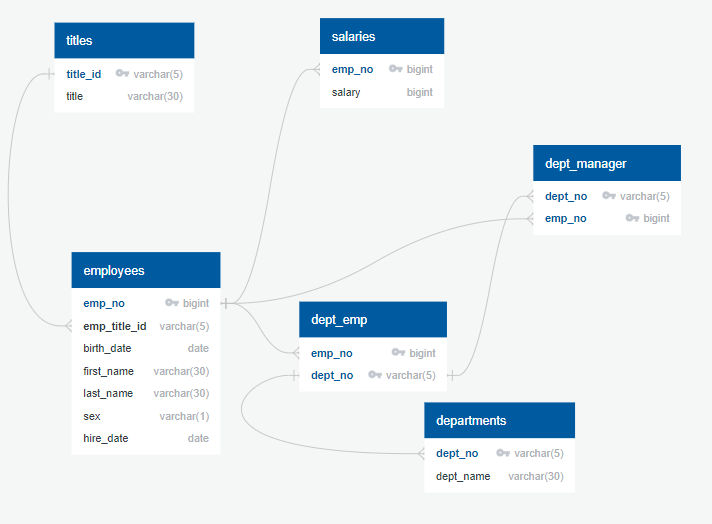 titles
title_id varchar(5)
title varchar(30)
salaries
emp_no bigint
salary bigint
dept_manager
dept_no varchar(5)
emp_no bigint
employees
emp_no bigint
emp_title_id varchar(5)
birth_date date
first_name varchar(30)
last_name varchar(30)
sex varchar(1)
hire_date date
dept_emp
emp_no bigint
dept_no varchar(5)
departments
dept_no varchar(5)
dept_name varchar(30)